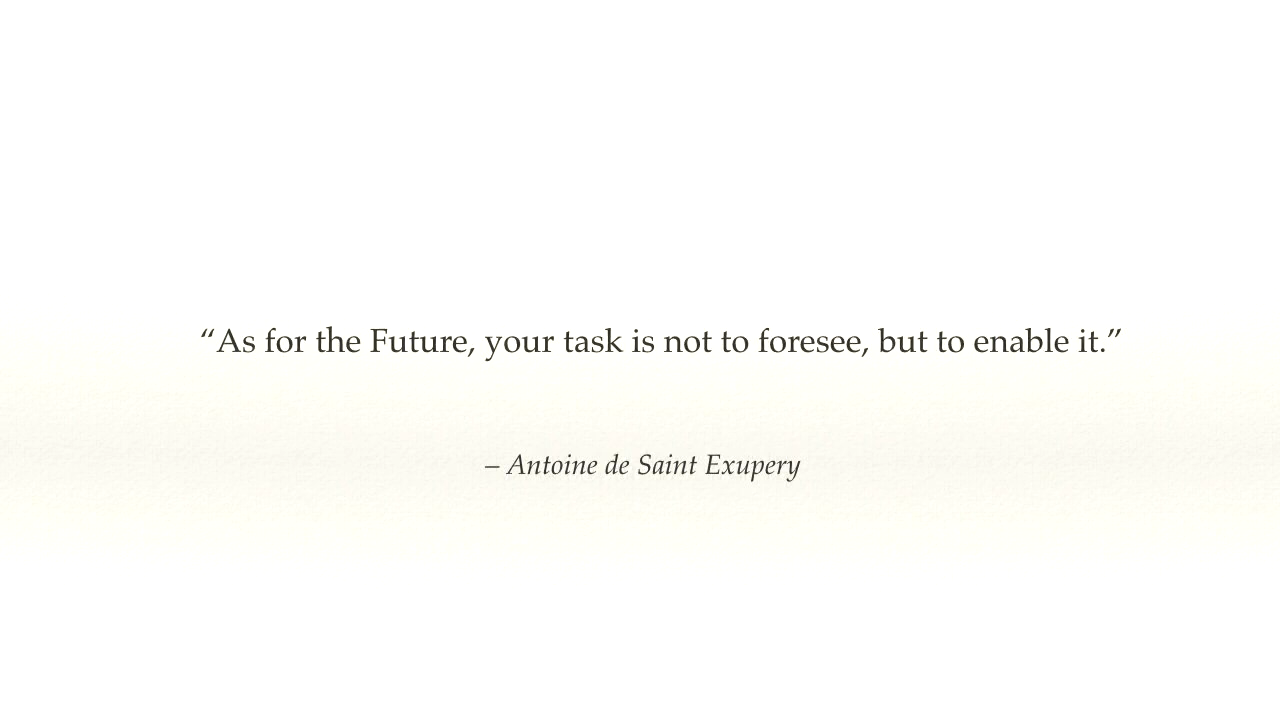 “As for the Future, your task is not to foresee, but to enable it.”
– Antoine de Saint Exupery